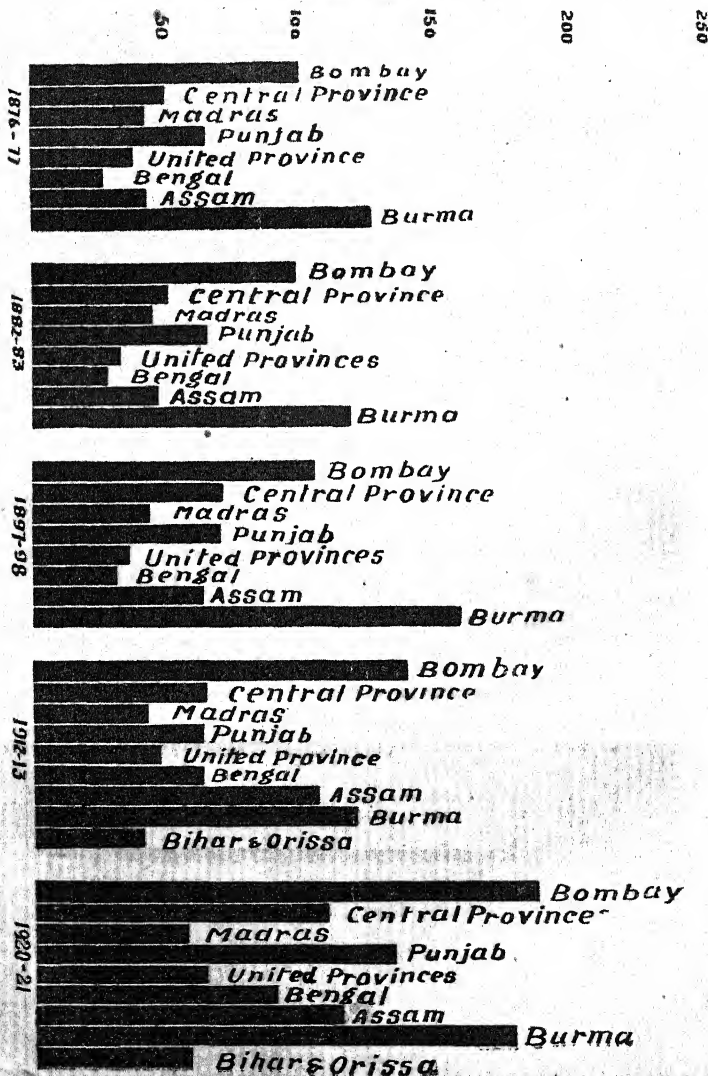 50 100 150 200 250
1876-77
Bombay
Central Province
Madras
Punjab
United Province
Bengal
Assam
Burma
1882-83
Bombay
Central Province
Madras
Punjab
United Provinces
Bengal
Assam
Burma
1897-98
Bombay
Central Province
Madras
Punjab
United Provinces
Bengal
Assam
Burma
1912-13
Bombay
Central Province
Madras
Punjab
United Province
Bengal
Assam
Burma
Bihar & Orissa
1920-21
Bombay
Central Province
Madras
Punjab
United Provinces
Bengal
Assam
Burma
Bihar & Orissa